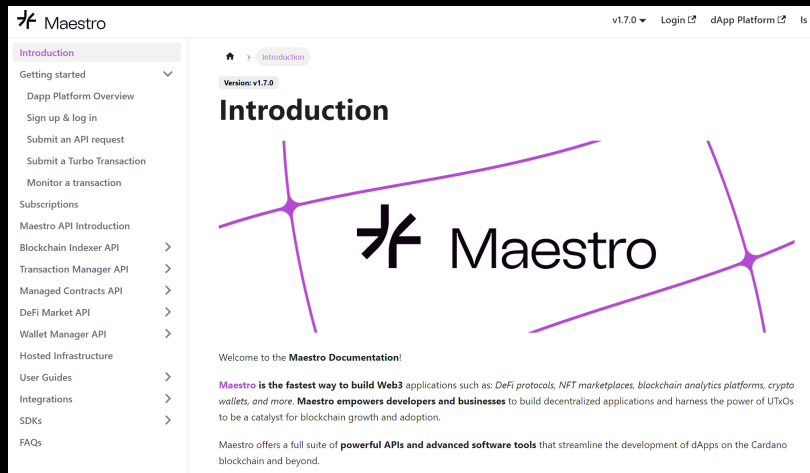 Maestro
v1.7.0 Login dApp Platform Is
Introduction
Getting started
Dapp Platform Overview
Sign up & log in
Submit an API request
Submit a Turbo Transaction
Monitor a transaction
Subscriptions
Maestro API Introduction
Blockchain Indexer API
Transaction Manager API
Managed Contracts API
DeFi Market API
Wallet Manager API
Hosted Infrastructure
User Guides
Integrations
SDKs
FAQs
Introduction
Version: v1.7.0
Introduction
Maestro
Welcome to the Maestro Documentation!
Maestro is the fastest way to build Web3 applications such as: DeFi protocols, NFT marketplaces, blockchain analytics platforms, crypto
wallets, and more. Maestro empowers developers and businesses to build decentralized applications and harness the power of UTxOs
to be a catalyst for blockchain growth and adoption.
Maestro offers a full suite of powerful APIs and advanced software tools that streamline the development of dApps on the Cardano
blockchain and beyond.